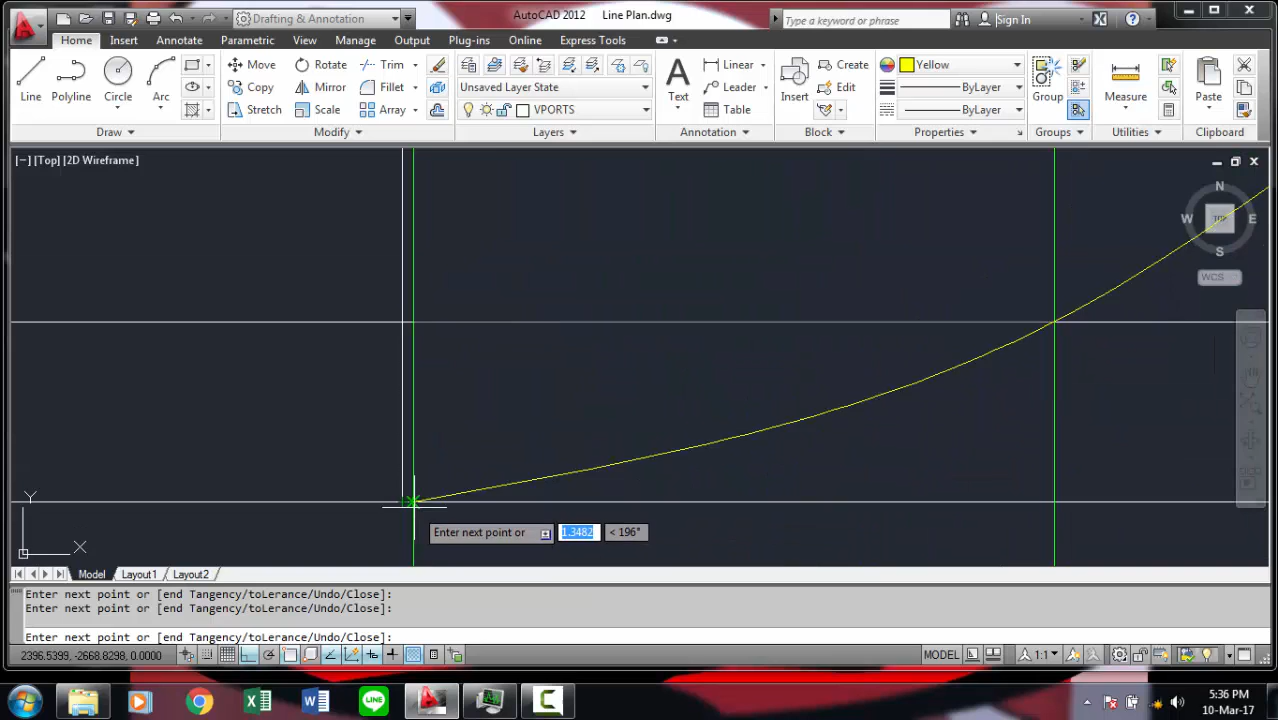 Drafting & Annotation
AutoCAD 2012 Line Plan.dwg
Type a keyword or phrase
Sign In
Home Insert Annotate Parametric View Manage Output Plug-ins Online Express Tools
Line
Polyline
Circle
Arc
Draw
Move Rotate Trim
Copy Mirror Fillet
Stretch Scale Array
Modify
Unsaved Layer State
VPORTS
Layers
Text
Linear
Leader
Table
Annotation
Insert
Create
Edit
Block
Yellow
ByLayer
ByLayer
Properties
Group
Groups
Measure
Utilities
Paste
Clipboard
[−] [Top] [2D Wireframe]
N
W TOP E
S
WCS
Y
X
Enter next point or 1.3482 < 196°
Model Layout1 Layout2
Enter next point or [end Tangency/toLerance/Undo/Close]:
Enter next point or [end Tangency/toLerance/Undo/Close]:
Enter next point or [end Tangency/toLerance/Undo/Close]:
2396.5399, -2668.8298, 0.0000
MODEL
1:1
LINE
5:36 PM
10-Mar-17